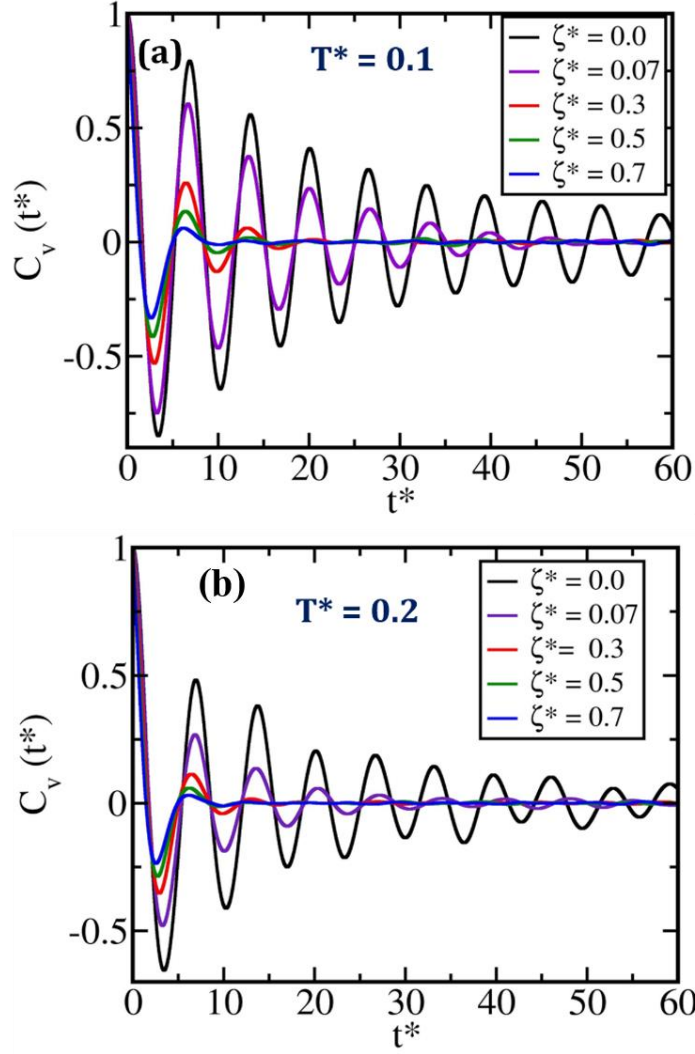 (a)
T* = 0.1
ζ* = 0.0
ζ* = 0.07
ζ* = 0.3
ζ* = 0.5
ζ* = 0.7
1
0.5
0
-0.5
C_v (t*)
0 10 20 30 40 50 60
t*
(b)
T* = 0.2
ζ* = 0.0
ζ* = 0.07
ζ*= 0.3
ζ* = 0.5
ζ* = 0.7
1
0.5
0
-0.5
C_v (t*)
0 10 20 30 40 50 60
t*